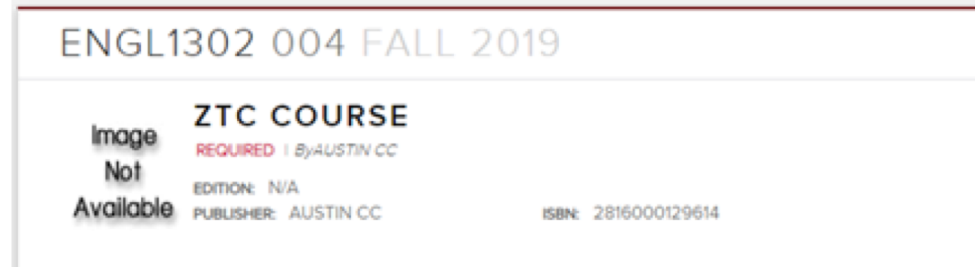 ENGL1302 004 FALL 2019
Image
Not
Available
ZTC COURSE
REQUIRED | ByAUSTIN CC
EDITION: N/A
PUBLISHER: AUSTIN CC ISBN: 2816000129614